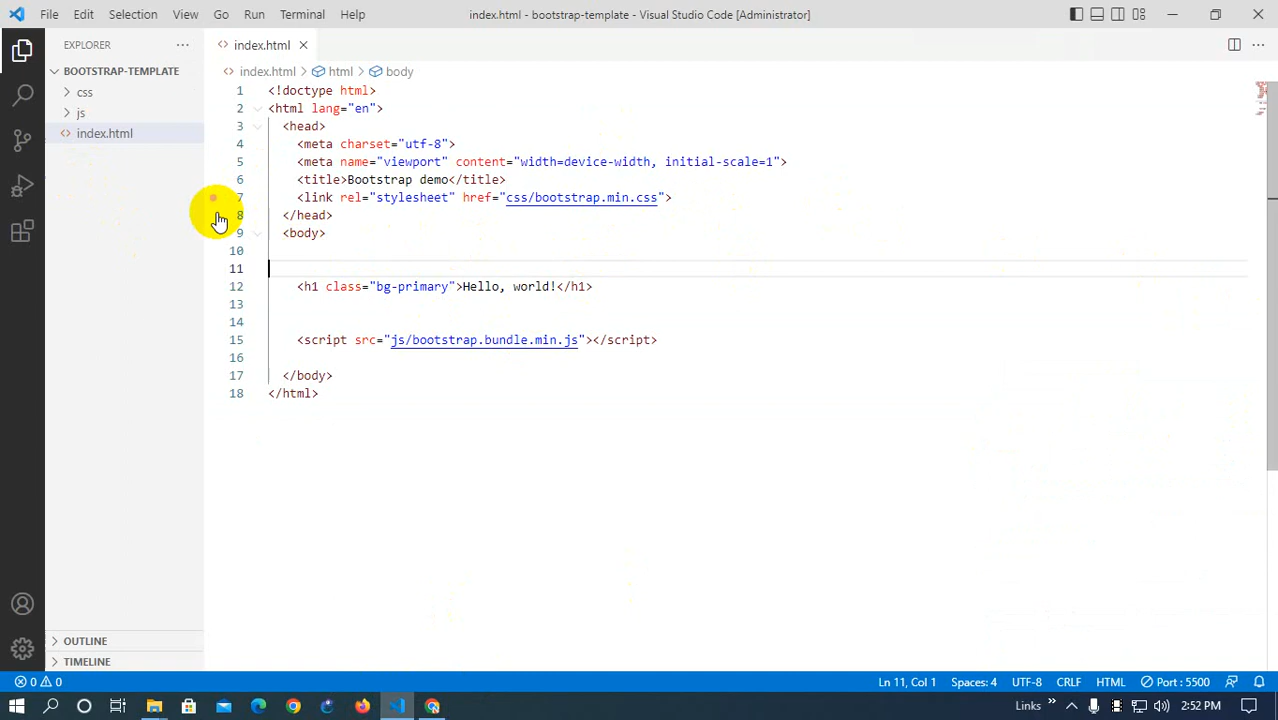 File Edit Selection View Go Run Terminal Help index.html - bootstrap-template - Visual Studio Code [Administrator]
EXPLORER ··· index.html
BOOTSTRAP-TEMPLATE
css
js
index.html
OUTLINE
TIMELINE
index.html > html > body
1 <!doctype html>
2 <html lang="en">
3 <head>
4 <meta charset="utf-8">
5 <meta name="viewport" content="width=device-width, initial-scale=1">
6 <title>Bootstrap demo</title>
7 <link rel="stylesheet" href="css/bootstrap.min.css">
8 </head>
9 <body>
10
11
12 <h1 class="bg-primary">Hello, world!</h1>
13
14
15 <script src="js/bootstrap.bundle.min.js"></script>
16
17 </body>
18 </html>
0 0 Ln 11, Col 1 Spaces: 4 UTF-8 CRLF HTML Port : 5500
Links 2:52 PM